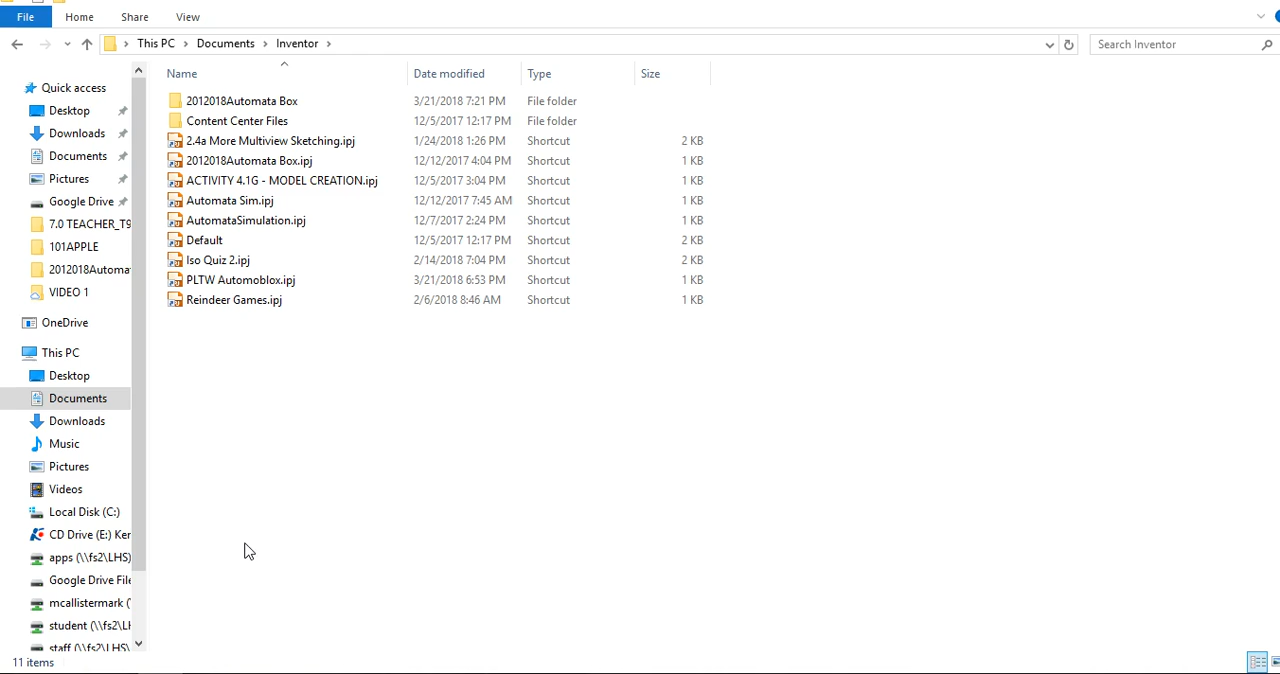 File Home Share View
This PC Documents Inventor Search Inventor
Name Date modified Type Size
Quick access
Desktop
Downloads
Documents
Pictures
Google Drive
7.0 TEACHER_T9
101APPLE
2012018Automa
VIDEO 1
OneDrive
This PC
Desktop
Documents
Downloads
Music
Pictures
Videos
Local Disk (C:)
CD Drive (E:) Ker
apps (\\fs2\LHS)
Google Drive File
mcallistermark (
student (\\fs2\LH
staff (\\fs2\LHS\
2012018Automata Box 3/21/2018 7:21 PM File folder
Content Center Files 12/5/2017 12:17 PM File folder
2.4a More Multiview Sketching.ipj 1/24/2018 1:26 PM Shortcut 2 KB
2012018Automata Box.ipj 12/12/2017 4:04 PM Shortcut 1 KB
ACTIVITY 4.1G - MODEL CREATION.ipj 12/5/2017 3:04 PM Shortcut 1 KB
Automata Sim.ipj 12/12/2017 7:45 AM Shortcut 1 KB
AutomataSimulation.ipj 12/7/2017 2:24 PM Shortcut 1 KB
Default 12/5/2017 12:17 PM Shortcut 2 KB
Iso Quiz 2.ipj 2/14/2018 7:04 PM Shortcut 2 KB
PLTW Automoblox.ipj 3/21/2018 6:53 PM Shortcut 1 KB
Reindeer Games.ipj 2/6/2018 8:46 AM Shortcut 1 KB
11 items